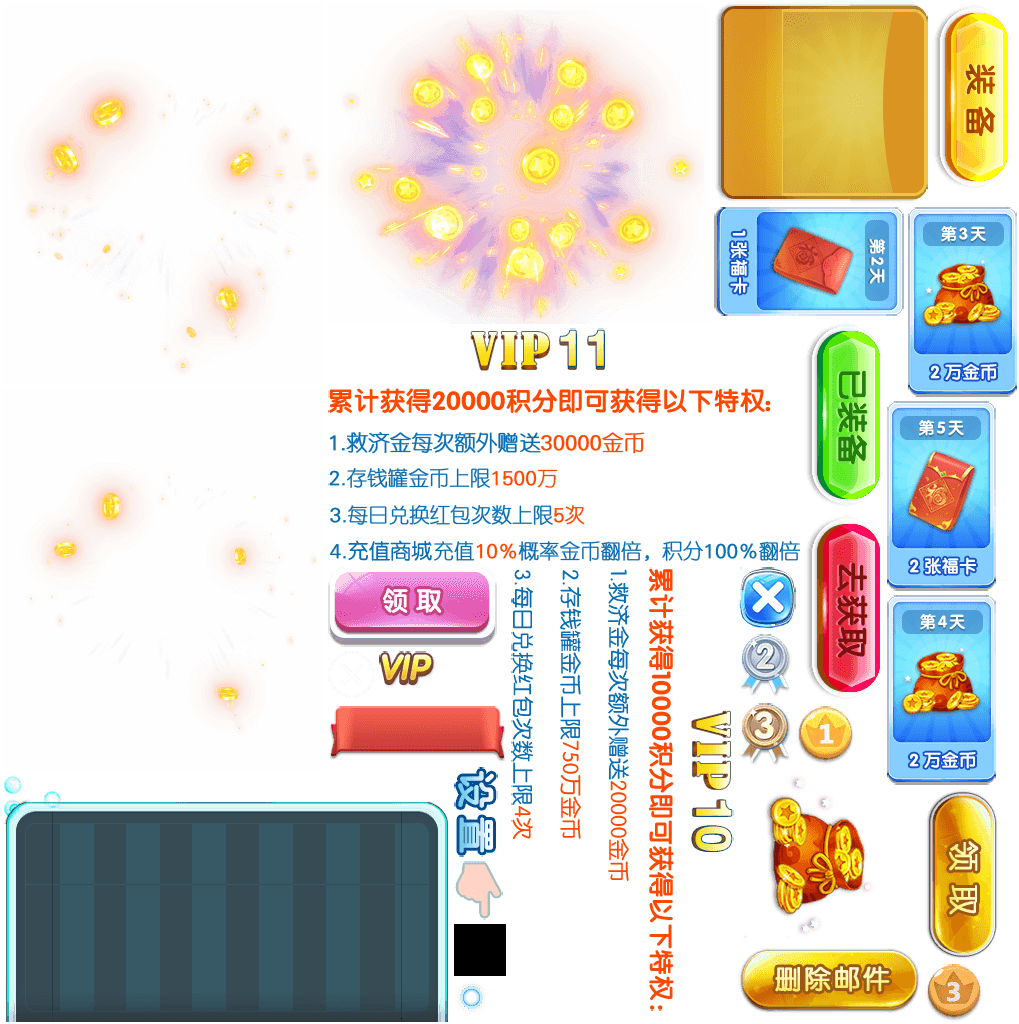 装备
第2天
1张福卡
第3天
2万金币
VIP 11
累计获得20000积分即可获得以下特权:
1.救济金每次额外赠送30000金币
2.存钱罐金币上限1500万
3.每日兑换红包次数上限5次
4.充值商城充值10%概率金币翻倍，积分100%翻倍
已装备
第5天
2张福卡
领取
VIP
去获取
第4天
2万金币
2
3
1
VIP 10
累计获得10000积分即可获得以下特权:
1.救济金每次额外赠送20000金币
2.存钱罐金币上限750万金币
3.每日兑换红包次数上限4次
设置
领取
删除邮件
3